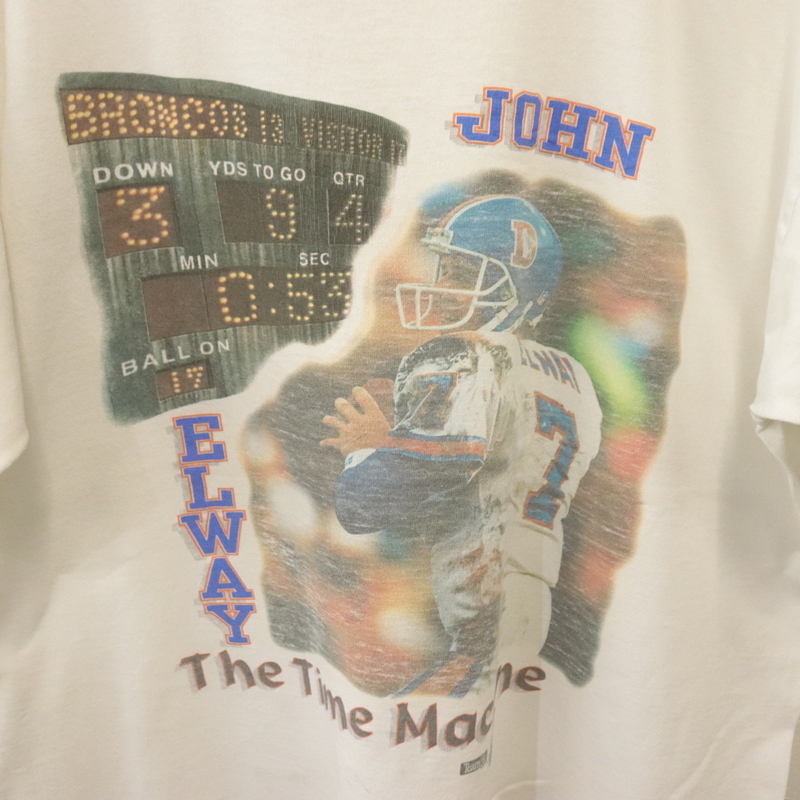 BRONCOS 13 VISITOR
DOWN YDS TO GO QTR
3 9 4
MIN SEC
0:53
BALL ON
17
JOHN
ELWAY
D
7
ELWAY
7
The Time Machine